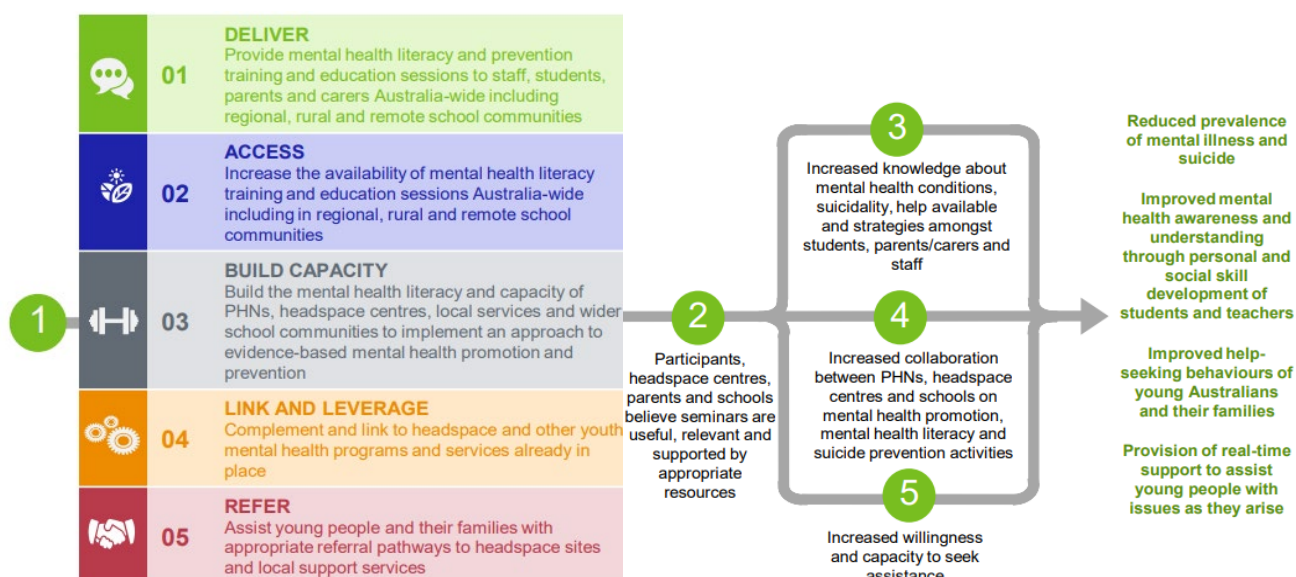 1
01
DELIVER
Provide mental health literacy and prevention
training and education sessions to staff, students,
parents and carers Australia-wide including
regional, rural and remote school communities
02
ACCESS
Increase the availability of mental health literacy
training and education sessions Australia-wide
including in regional, rural and remote school
communities
03
BUILD CAPACITY
Build the mental health literacy and capacity of
PHNs, headspace centres, local services and wider
school communities to implement an approach to
evidence-based mental health promotion and
prevention
04
LINK AND LEVERAGE
Complement and link to headspace and other youth
mental health programs and services already in
place
05
REFER
Assist young people and their families with
appropriate referral pathways to headspace sites
and local support services
2
Participants,
headspace centres,
parents and schools
believe seminars are
useful, relevant and
supported by
appropriate
resources
3
Increased knowledge about
mental health conditions,
suicidality, help available
and strategies amongst
students, parents/carers and
staff
4
Increased collaboration
between PHNs, headspace
centres and schools on
mental health promotion,
mental health literacy and
suicide prevention activities
5
Increased willingness
and capacity to seek
assistance
Reduced prevalence
of mental illness and
suicide
Improved mental
health awareness and
understanding
through personal and
social skill
development of
students and teachers
Improved help-
seeking behaviours of
young Australians
and their families
Provision of real-time
support to assist
young people with
issues as they arise